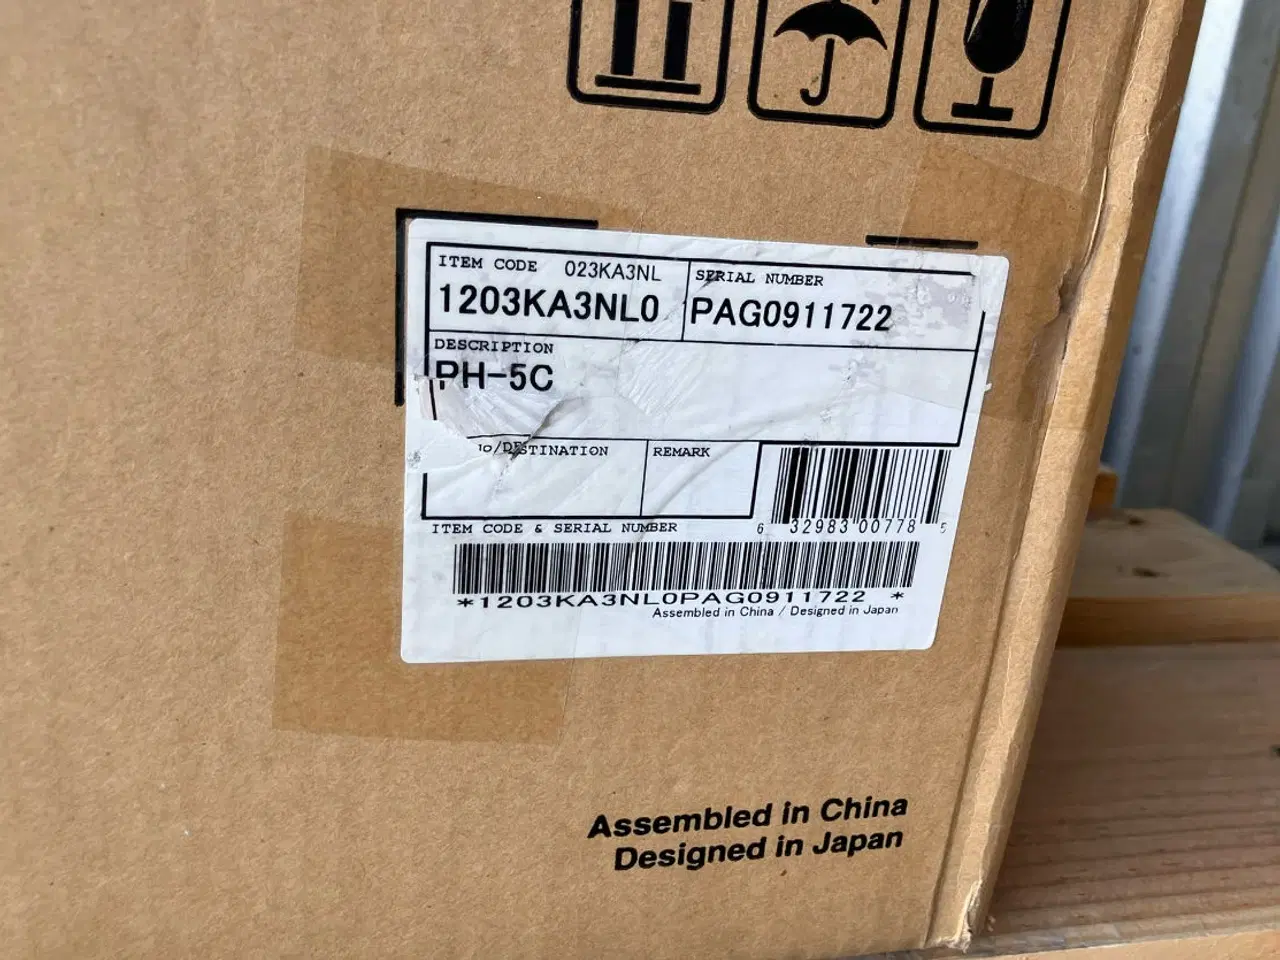 ITEM CODE 023KA3NL
1203KA3NL0
SERIAL NUMBER
PAG0911722
DESCRIPTION
PH-5C
/DESTINATION
REMARK
6 32983 00778 5
ITEM CODE & SERIAL NUMBER
*1203KA3NL0PAG0911722 *
Assembled in China / Designed in Japan
Assembled in China
Designed in Japan